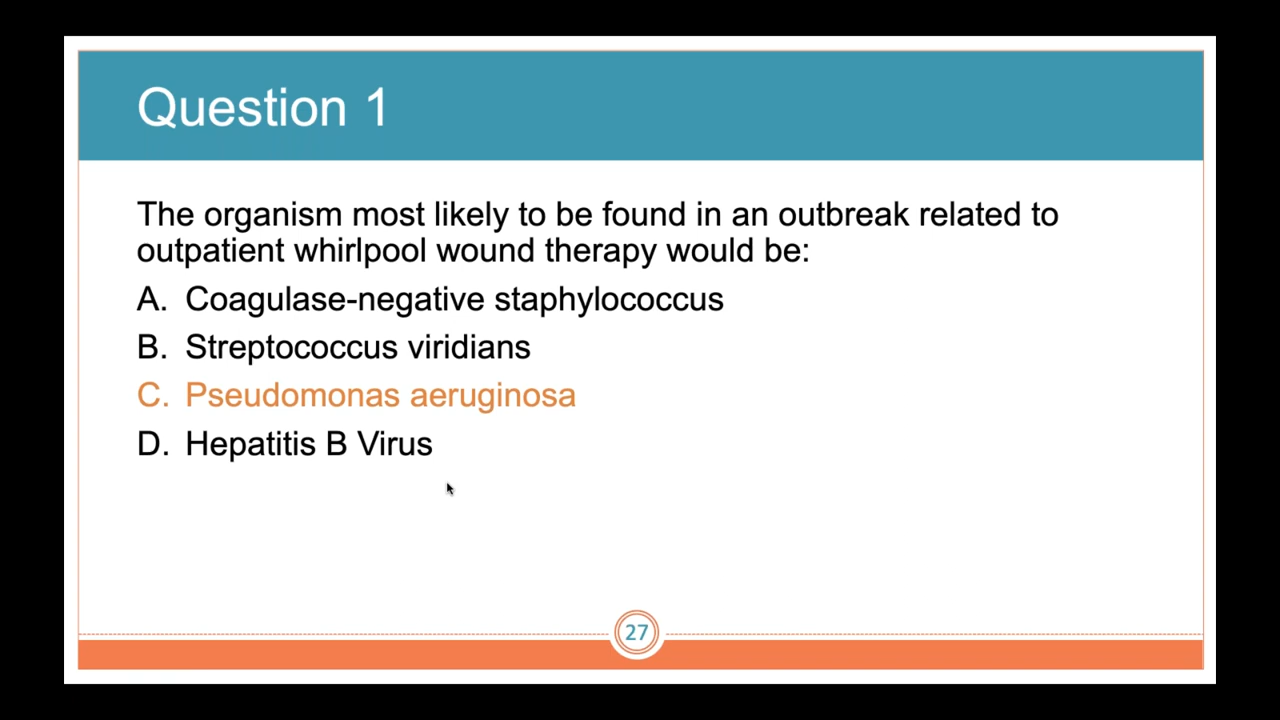 Question 1
The organism most likely to be found in an outbreak related to
outpatient whirlpool wound therapy would be:
A. Coagulase-negative staphylococcus
B. Streptococcus viridians
C. Pseudomonas aeruginosa
D. Hepatitis B Virus
27